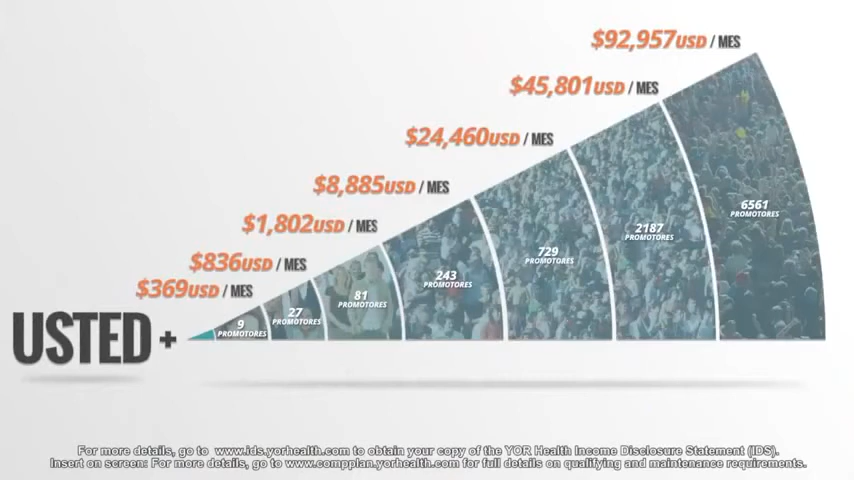 $92,957USD / MES
$45,801USD / MES
$24,460USD / MES
$8,885USD / MES
$1,802USD / MES
$836USD / MES
$369USD / MES
USTED +
9
PROMOTORES
27
PROMOTORES
81
PROMOTORES
243
PROMOTORES
729
PROMOTORES
2187
PROMOTORES
6561
PROMOTORES
For more details, go to www.ids.yorhealth.com to obtain your copy of the YOR Health Income Disclosure Statement (IDS).
Insert on screen: For more details, go to www.compplan.yorhealth.com for full details on qualifying and maintenance requirements.